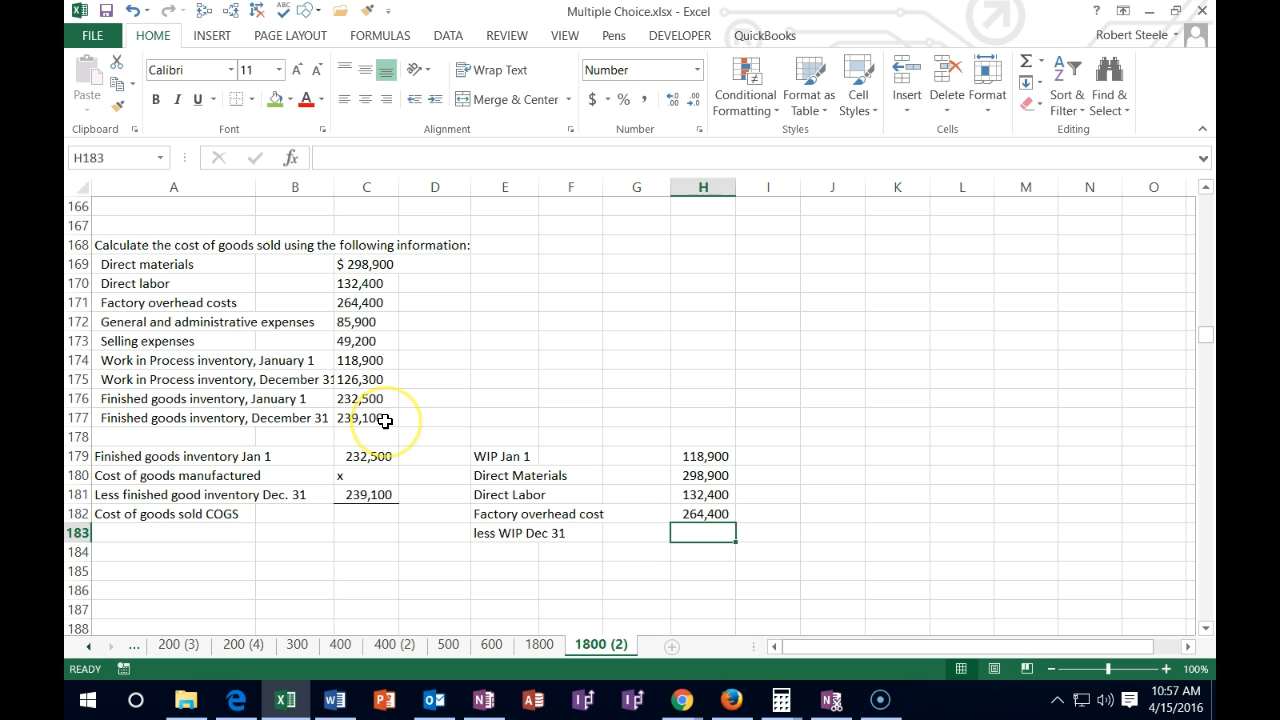 Multiple Choice.xlsx - Excel
FILE HOME INSERT PAGE LAYOUT FORMULAS DATA REVIEW VIEW Pens DEVELOPER QuickBooks Robert Steele
Paste
Calibri 11
Wrap Text
Number
Merge & Center
$ % ,
Conditional Formatting
Format as Table
Cell Styles
Insert Delete Format
Sort & Filter
Find & Select
Clipboard Font Alignment Number Styles Cells Editing
H183 fx
A B C D E F G H I J K L M N O
166
167
168 Calculate the cost of goods sold using the following information:
169 Direct materials $ 298,900
170 Direct labor 132,400
171 Factory overhead costs 264,400
172 General and administrative expenses 85,900
173 Selling expenses 49,200
174 Work in Process inventory, January 1 118,900
175 Work in Process inventory, December 31 126,300
176 Finished goods inventory, January 1 232,500
177 Finished goods inventory, December 31 239,100
178
179 Finished goods inventory Jan 1 232,500 WIP Jan 1 118,900
180 Cost of goods manufactured x Direct Materials 298,900
181 Less finished good inventory Dec. 31 239,100 Direct Labor 132,400
182 Cost of goods sold COGS Factory overhead cost 264,400
183 less WIP Dec 31
184
185
186
187
188
... 200 (3) 200 (4) 300 400 400 (2) 500 600 1800 1800 (2)
READY 100%
10:57 AM
4/15/2016